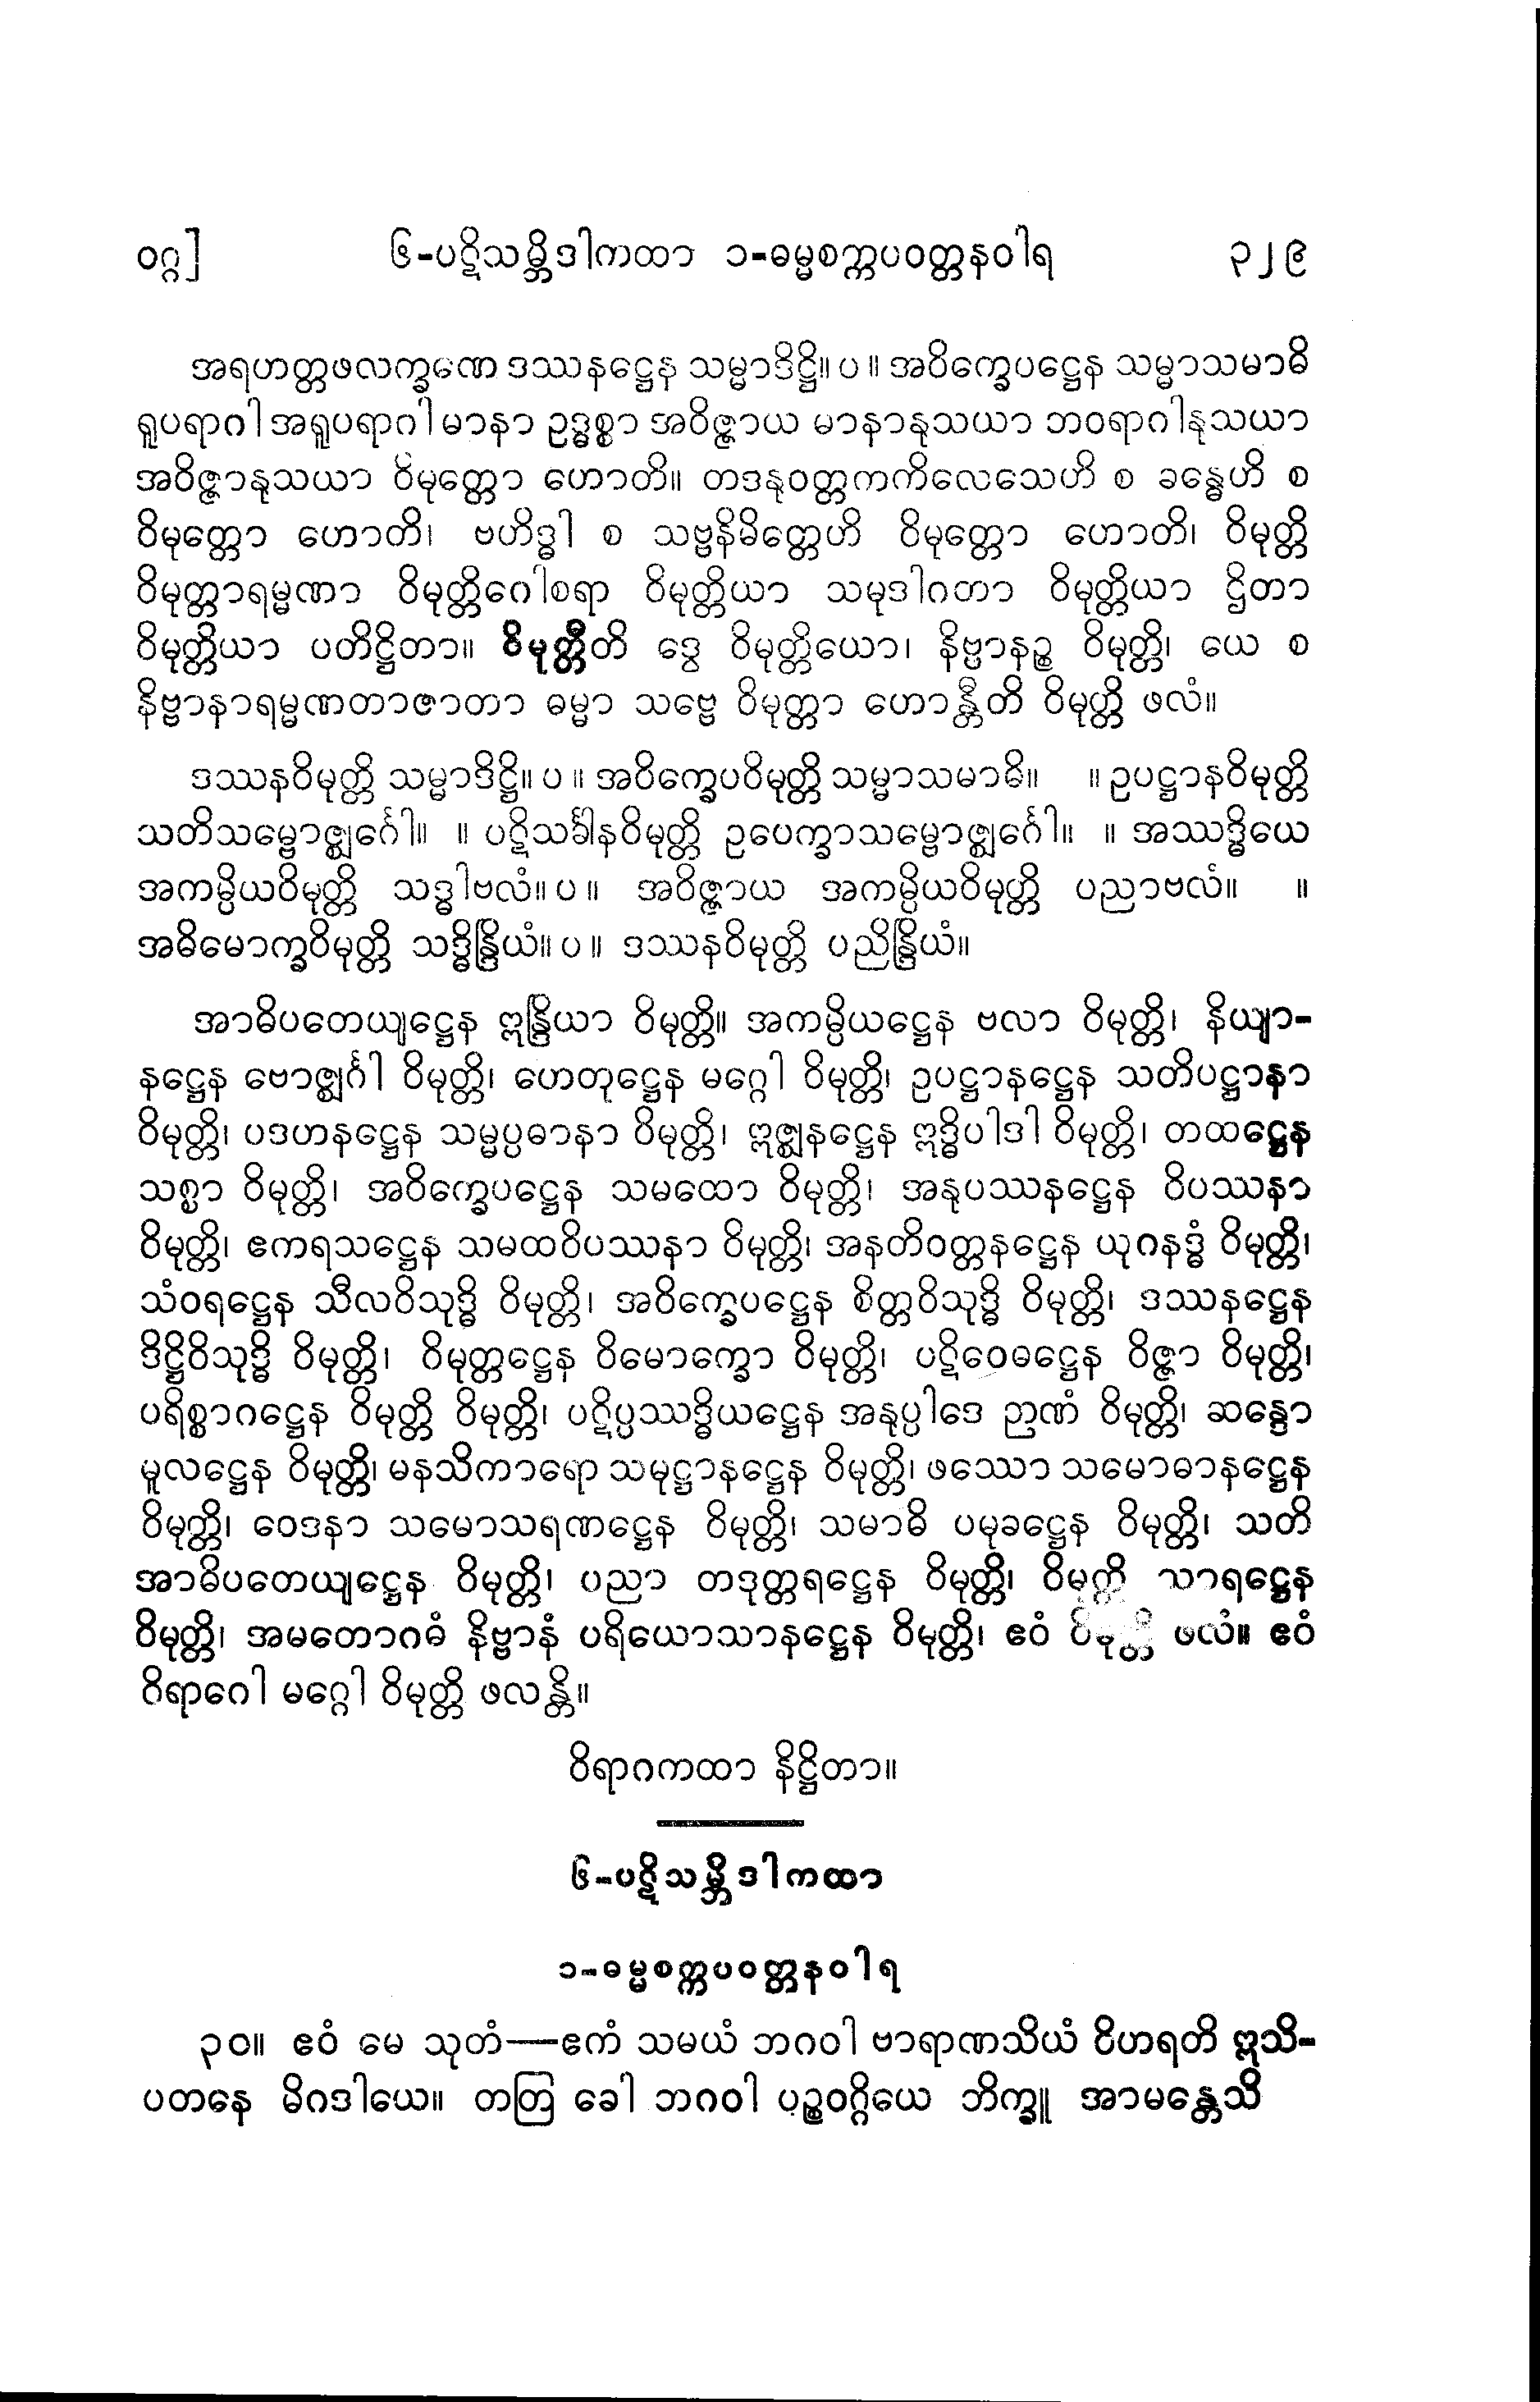 ဝဂ္ဂ] ၆-ပဋိသမ္ဘိဒါကထာ ၁-ဓမ္မစက္ကပဝတ္တနဝါရ ၃၂၉
အရဟတ္တဖလက္ခဏေ ဒဿနဋ္ဌေန သမ္မာဒိဋ္ဌိ။ ပ ။ အဝိက္ခေပဋ္ဌေန သမ္မာသမာဓိ
ရူပရာဂါ အရူပရာဂါ မာနာ ဥဒ္ဓစ္စာ အဝိဇ္ဇာယ မာနာနုသယာ ဘဝရာဂါနုသယာ
အဝိဇ္ဇာနုသယာ ဝိမုတ္တော ဟောတိ။ တဒနုဝတ္တကကိလေသေဟိ စ ခန္ဓေဟိ စ
ဝိမုတ္တော ဟောတိ၊ ဗဟိဒ္ဓါ စ သဗ္ဗနိမိတ္တေဟိ ဝိမုတ္တော ဟောတိ၊ ဝိမုတ္တိ
ဝိမုတ္တာရမ္မဏာ ဝိမုတ္တိဂေါစရာ ဝိမုတ္တိယာ သမုဒါဂတာ ဝိမုတ္တိယာ ဌိတာ
ဝိမုတ္တိယာ ပတိဋ္ဌိတာ။ ဝိမုတ္တီတိ ဒွေ ဝိမုတ္တိယော၊ နိဗ္ဗာနဉ္စ ဝိမုတ္တိ၊ ယေ စ
နိဗ္ဗာနာရမ္မဏတာဇာတာ ဓမ္မာ သဗ္ဗေ ဝိမုတ္တာ ဟောန္တီတိ ဝိမုတ္တိ ဖလံ။
ဒဿနဝိမုတ္တိ သမ္မာဒိဋ္ဌိ။ ပ ။ အဝိက္ခေပဝိမုတ္တိ သမ္မာသမာဓိ။ ။ ဥပဋ္ဌာနဝိမုတ္တိ
သတိသမ္ဗောဇ္ဈင်္ဂေါ။ ။ ပဋိသင်္ခါနဝိမုတ္တိ ဥပေက္ခာသမ္ဗောဇ္ဈင်္ဂေါ။ ။ အဿဒ္ဓိယေ
အကမ္ပိယဝိမုတ္တိ သဒ္ဓါဗလံ။ ပ ။ အဝိဇ္ဇာယ အကမ္ပိယဝိမုတ္တိ ပညာဗလံ။ ။
အဓိမောက္ခဝိမုတ္တိ သဒ္ဓိန္ဒြိယံ။ ပ ။ ဒဿနဝိမုတ္တိ ပညိန္ဒြိယံ။
အာဓိပတေယျဋ္ဌေန ဣန္ဒြိယာ ဝိမုတ္တိ။ အကမ္ပိယဋ္ဌေန ဗလာ ဝိမုတ္တိ၊ နိယျာ-
နဋ္ဌေန ဗောဇ္ဈင်္ဂါ ဝိမုတ္တိ၊ ဟေတုဋ္ဌေန မဂ္ဂေါ ဝိမုတ္တိ၊ ဥပဋ္ဌာနဋ္ဌေန သတိပဋ္ဌာနာ
ဝိမုတ္တိ၊ ပဒဟနဋ္ဌေန သမ္မပ္ပဓာနာ ဝိမုတ္တိ၊ ဣဇ္ဈနဋ္ဌေန ဣဒ္ဓိပါဒါ ဝိမုတ္တိ၊ တထဋ္ဌေန
သစ္စာ ဝိမုတ္တိ၊ အဝိက္ခေပဋ္ဌေန သမထော ဝိမုတ္တိ၊ အနုပဿနဋ္ဌေန ဝိပဿနာ
ဝိမုတ္တိ၊ ဧကရသဋ္ဌေန သမထဝိပဿနာ ဝိမုတ္တိ၊ အနတိဝတ္တနဋ္ဌေန ယုဂနဒ္ဓံ ဝိမုတ္တိ၊
သံဝရဋ္ဌေန သီလဝိသုဒ္ဓိ ဝိမုတ္တိ၊ အဝိက္ခေပဋ္ဌေန စိတ္တဝိသုဒ္ဓိ ဝိမုတ္တိ၊ ဒဿနဋ္ဌေန
ဒိဋ္ဌိဝိသုဒ္ဓိ ဝိမုတ္တိ၊ ဝိမုတ္တဋ္ဌေန ဝိမောက္ခော ဝိမုတ္တိ၊ ပဋိဝေဓဋ္ဌေန ဝိဇ္ဇာ ဝိမုတ္တိ၊
ပရိစ္စာဂဋ္ဌေန ဝိမုတ္တိ ဝိမုတ္တိ၊ ပဋိပ္ပဿဒ္ဓိယဋ္ဌေန အနုပ္ပါဒေ ဉာဏံ ဝိမုတ္တိ၊ ဆန္ဒော
မူလဋ္ဌေန ဝိမုတ္တိ၊ မနသိကာရော သမုဋ္ဌာနဋ္ဌေန ဝိမုတ္တိ၊ ဖဿော သမောဓာနဋ္ဌေန
ဝိမုတ္တိ၊ ဝေဒနာ သမောသရဏဋ္ဌေန ဝိမုတ္တိ၊ သမာဓိ ပမုခဋ္ဌေန ဝိမုတ္တိ၊ သတိ
အာဓိပတေယျဋ္ဌေန ဝိမုတ္တိ၊ ပညာ တဒုတ္တရဋ္ဌေန ဝိမုတ္တိ၊ ဝိမုတ္တိ သာရဋ္ဌေန
ဝိမုတ္တိ၊ အမတောဂဓံ နိဗ္ဗာနံ ပရိယောသာနဋ္ဌေန ဝိမုတ္တိ၊ ဧဝံ ဝိမုတ္တိ ဖလံ။ ဧဝံ
ဝိရာဂေါ မဂ္ဂေါ ဝိမုတ္တိ ဖလန္တိ။
ဝိရာဂကထာ နိဋ္ဌိတာ။
၆-ပဋိသမ္ဘိဒါကထာ
၁-ဓမ္မစက္ကပဝတ္တနဝါရ
၃၀။ ဧဝံ မေ သုတံ—ဧကံ သမယံ ဘဂဝါ ဗာရာဏသိယံ ဝိဟရတိ ဣသိ-
ပတနေ မိဂဒါယေ။ တတြ ခေါ ဘဂဝါ ပဉ္စဝဂ္ဂိယေ ဘိက္ခူ အာမန္တေသိ